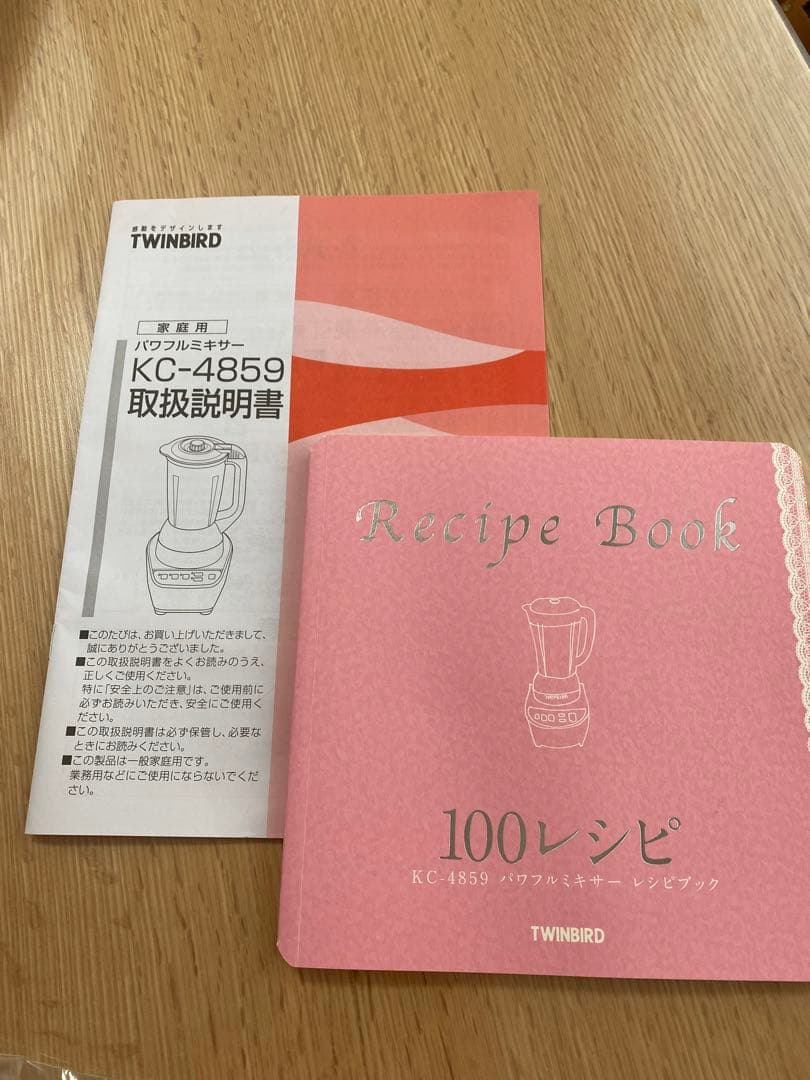 感動をデザインします
TWINBIRD
家庭用
パワフルミキサー
KC-4859
取扱説明書
■このたびは、お買い上げいただきまして、
誠にありがとうございました。
■この取扱説明書をよくお読みのうえ、
正しくご使用ください。
特に「安全上のご注意」は、ご使用前に
必ずお読みいただき、安全にご使用く
ださい。
■この取扱説明書は必ず保管し、必要な
ときにお読みください。
■この製品は一般家庭用です。
業務用などにご使用にならないでくだ
さい。
Recipe Book
100レシピ
KC-4859 パワフルミキサー レシピブック
TWINBIRD